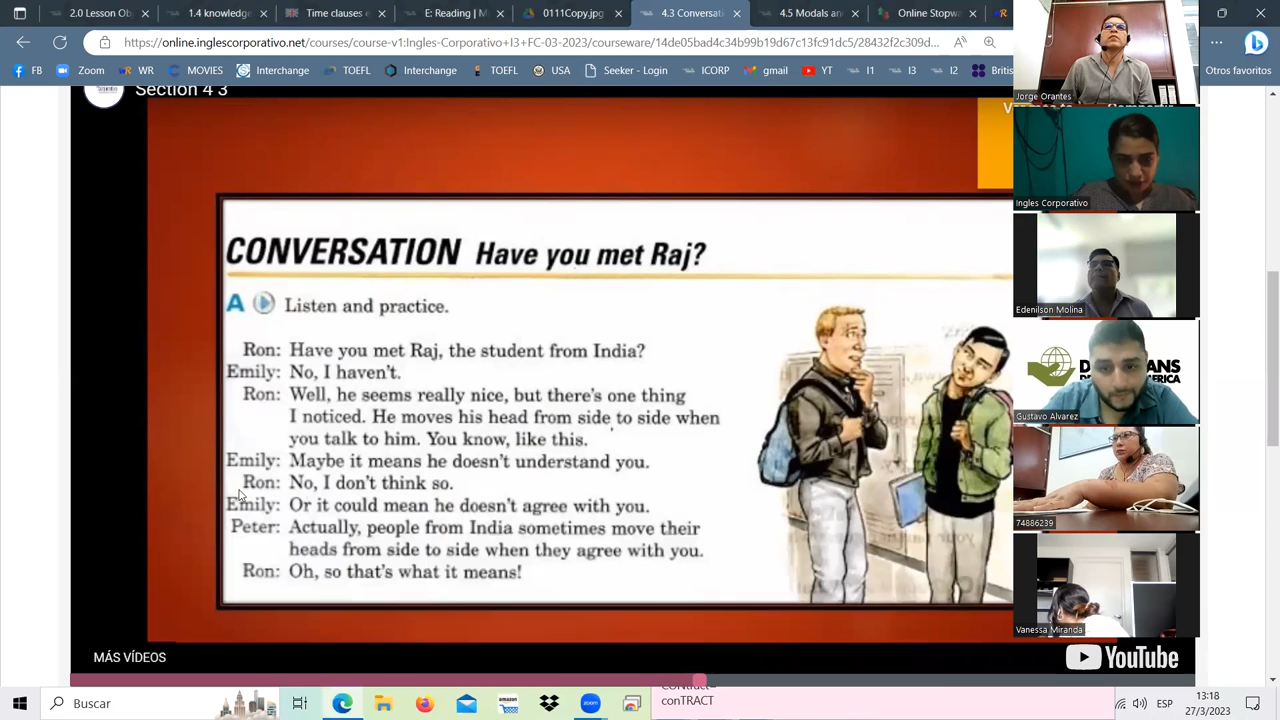 2.0 Lesson Ob
1.4 knowledge
Time clauses
E Reading | M
0111Copy.jpg
4.3 Conversati
4.5 Modals an
Online Stopw
https://online.inglescorporativo.net/courses/course-v1:Ingles-Corporativo+I3+FC-03-2023/courseware/14de05bad4c34b99b19d67c13fc91dc5/28432f2c309d...
FB
Zoom
WR
MOVIES
Interchange
TOEFL
Interchange
TOEFL
USA
Seeker - Login
ICORP
gmail
YT
I1
I3
I2
Britis
Otros favoritos
Section 4 3
CONVERSATION Have you met Raj?
A Listen and practice.
Ron: Have you met Raj, the student from India?
Emily: No, I haven't.
Ron: Well, he seems really nice, but there's one thing
I noticed. He moves his head from side to side when
you talk to him. You know, like this.
Emily: Maybe it means he doesn't understand you.
Ron: No, I don't think so.
Emily: Or it could mean he doesn't agree with you.
Peter: Actually, people from India sometimes move their
heads from side to side when they agree with you.
Ron: Oh, so that's what it means!
MÁS VÍDEOS
YouTube
Jorge Orantes
Ingles Corporativo
Edenilson Molina
Gustavo Alvarez
74886239
Vanessa Miranda
conTRACT
Buscar
amazon
zoom
ESP
13:18
27/3/2023